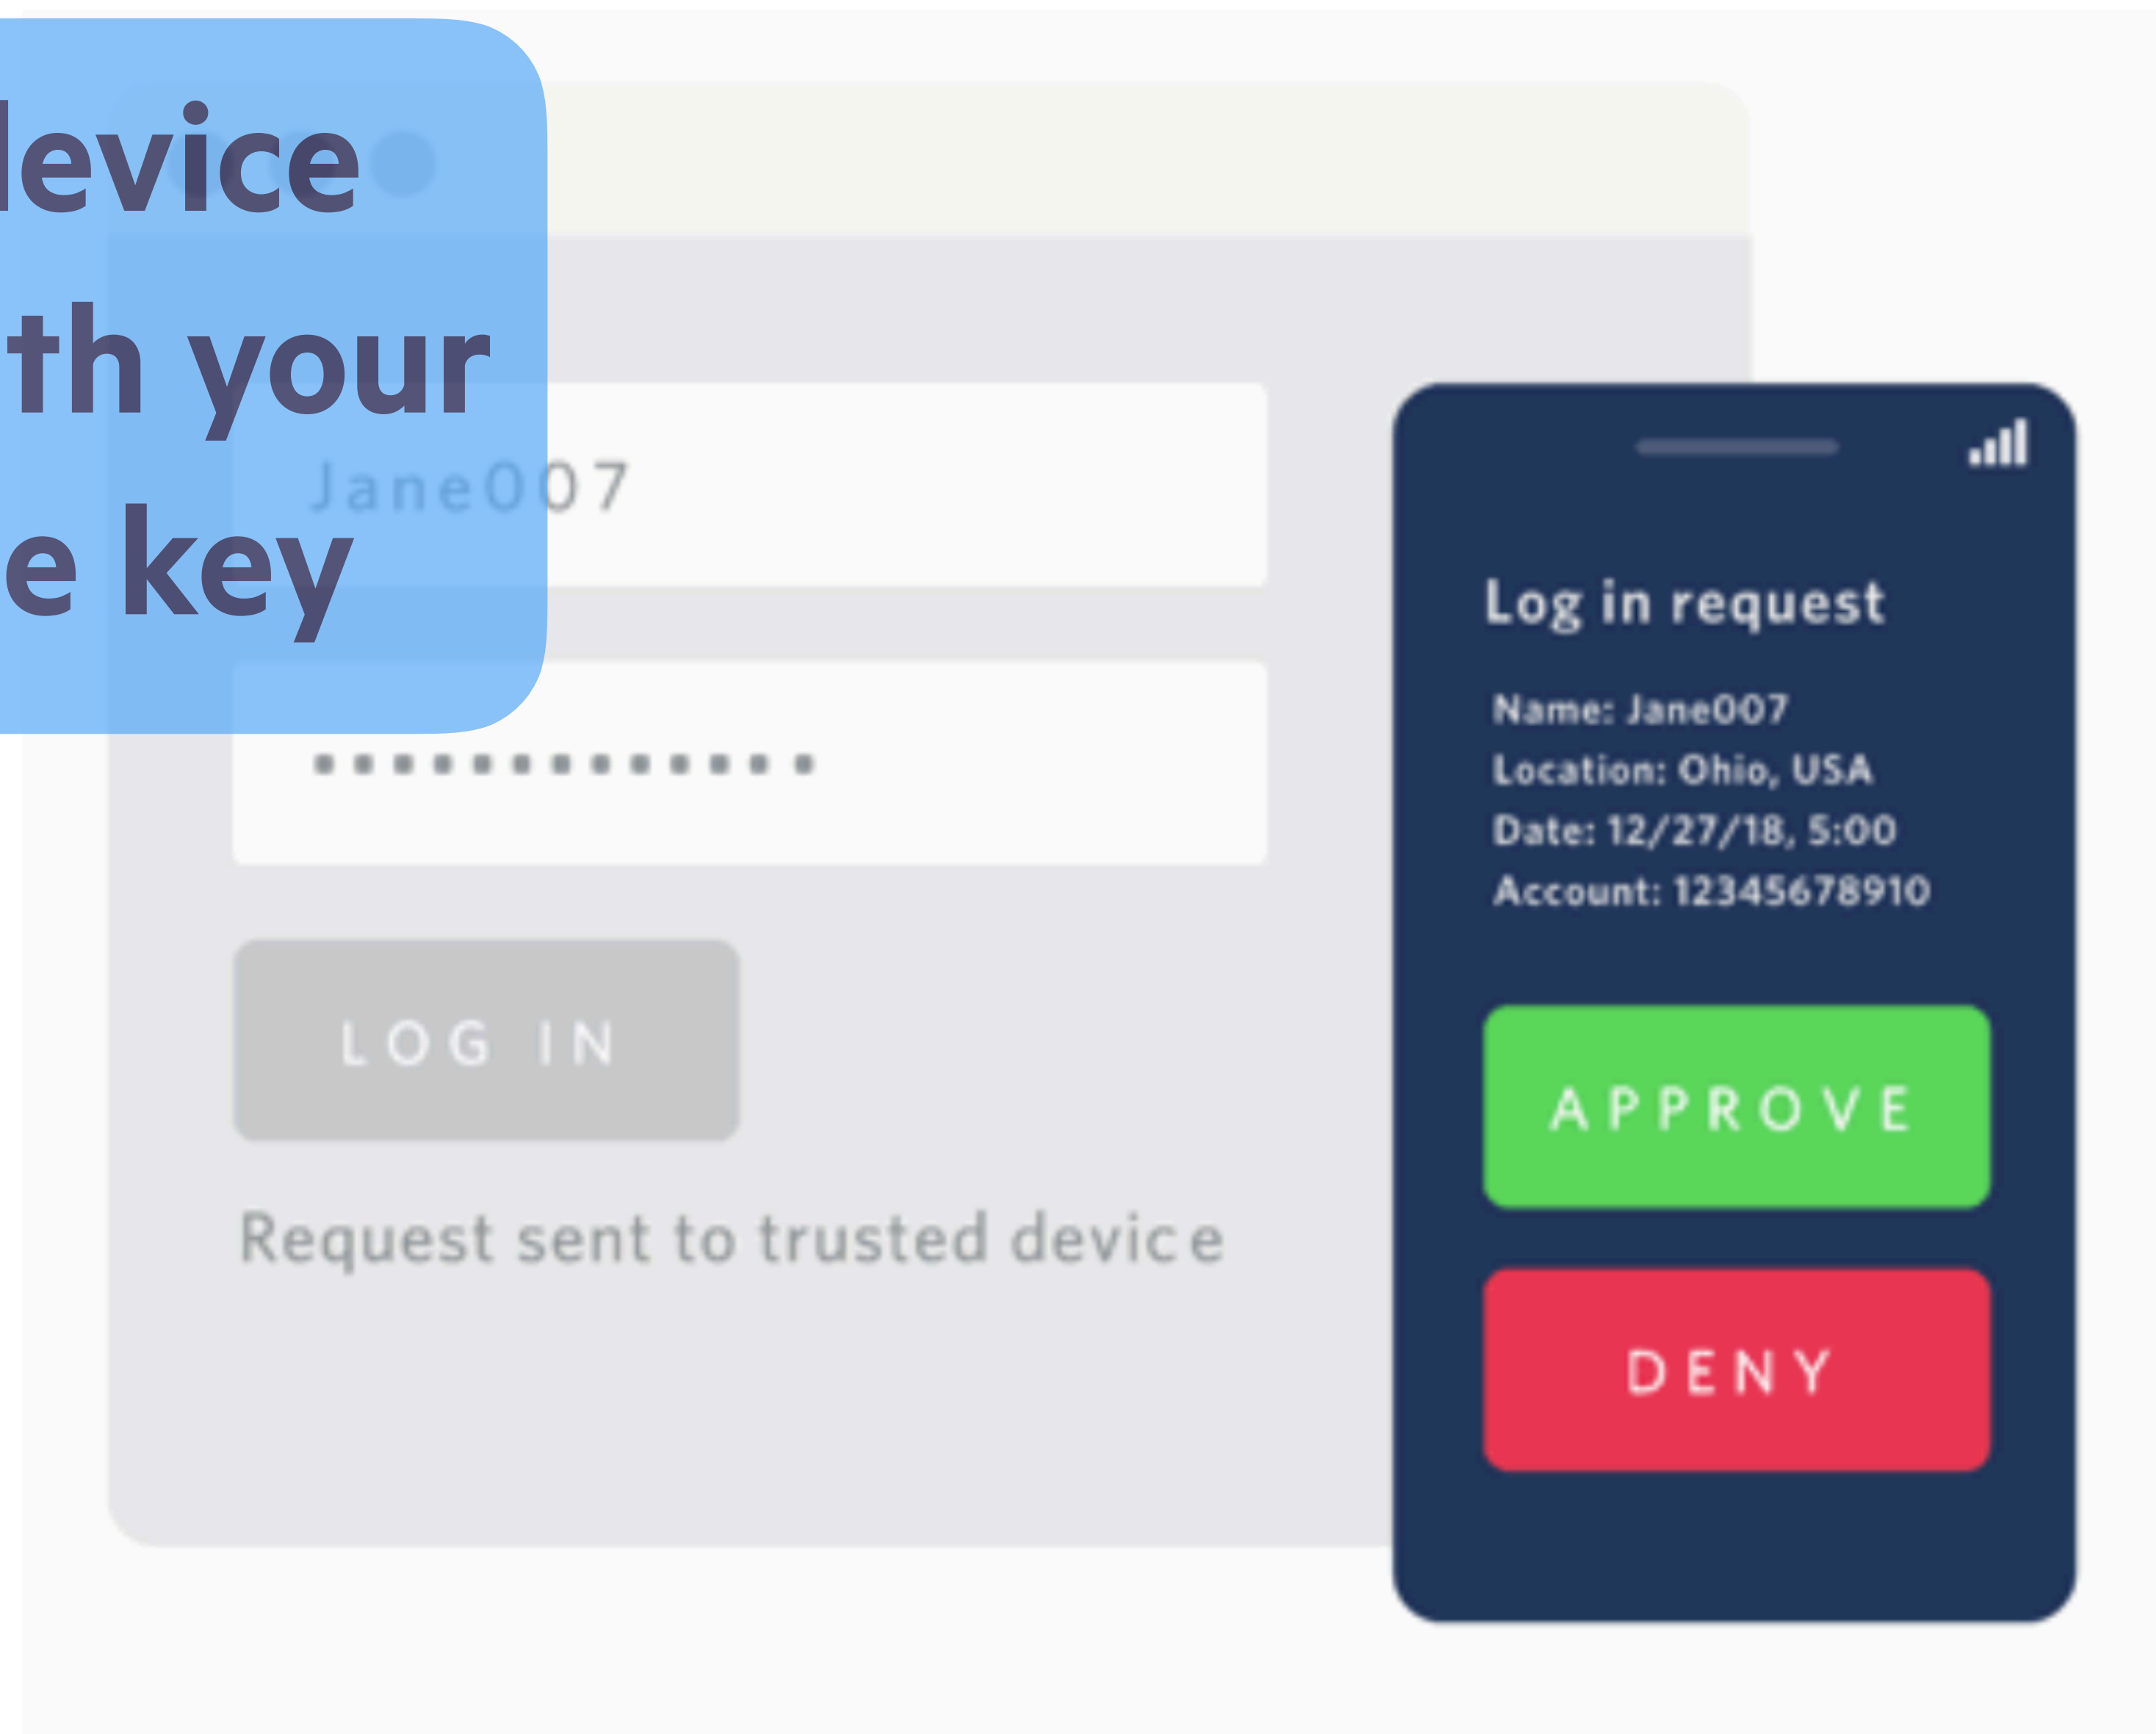 device
th your
e key
Jane007
LOG IN
Request sent to trusted device
Log in request
Name: Jane007
Location: Ohio, USA
Date: 12/27/18, 5:00
Account: 12345678910
APPROVE
DENY